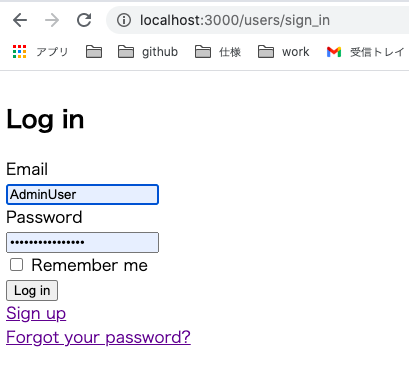 localhost:3000/users/sign_in
アプリ github 仕様 work 受信トレイ
Log in
Email
AdminUser
Password
••••••••••••••••
Remember me
Log in
Sign up
Forgot your password?